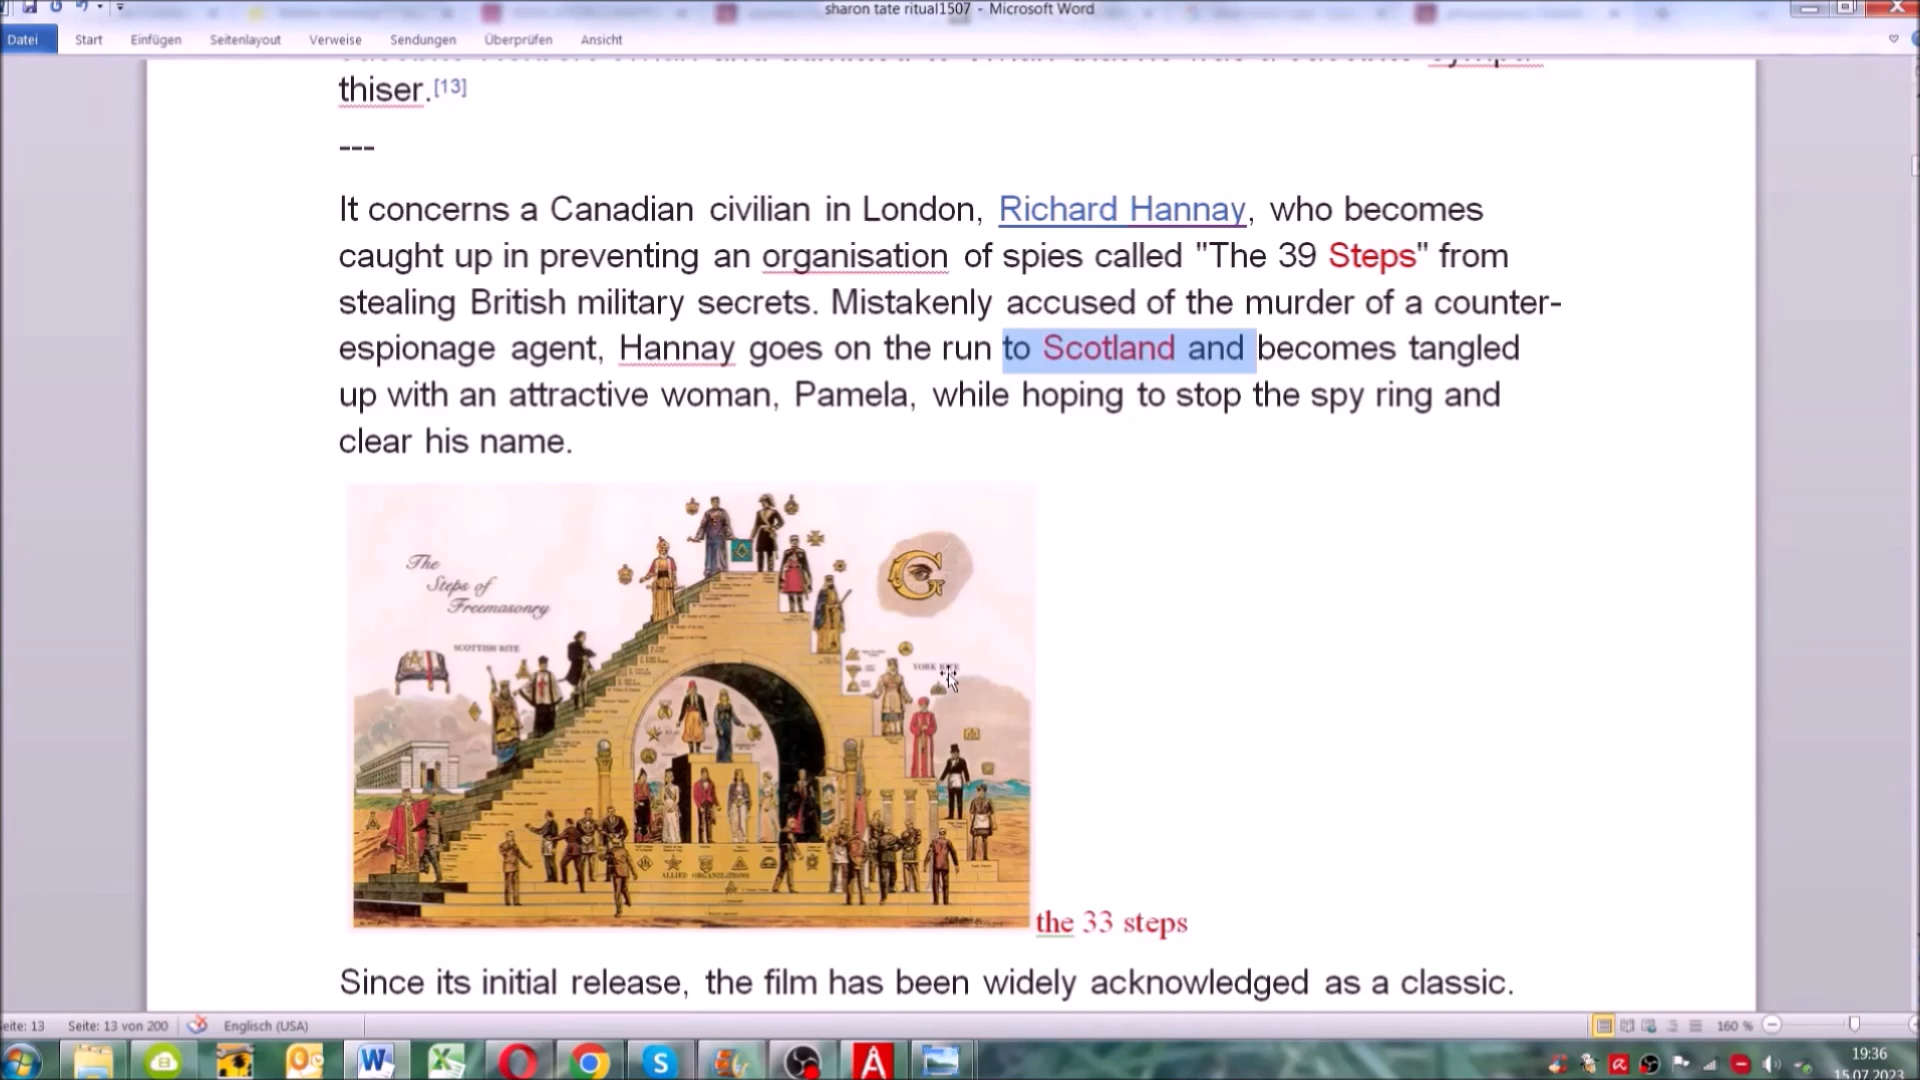 sharon tate ritual1507 - Microsoft Word
Datei Start Einfügen Seitenlayout Verweise Sendungen Überprüfen Ansicht
thiser.[13]
---
It concerns a Canadian civilian in London, Richard Hannay, who becomes
caught up in preventing an organisation of spies called "The 39 Steps" from
stealing British military secrets. Mistakenly accused of the murder of a counter-
espionage agent, Hannay goes on the run to Scotland and becomes tangled
up with an attractive woman, Pamela, while hoping to stop the spy ring and
clear his name.
The
Steps of
Freemasonry
SCOTTISH RITE
YORK RITE
G
ALLIED ORGANIZATIONS
the 33 steps
Since its initial release, the film has been widely acknowledged as a classic.
eite: 13 Seite: 13 von 200 Englisch (USA) 160 %
19:36
15.07.2023